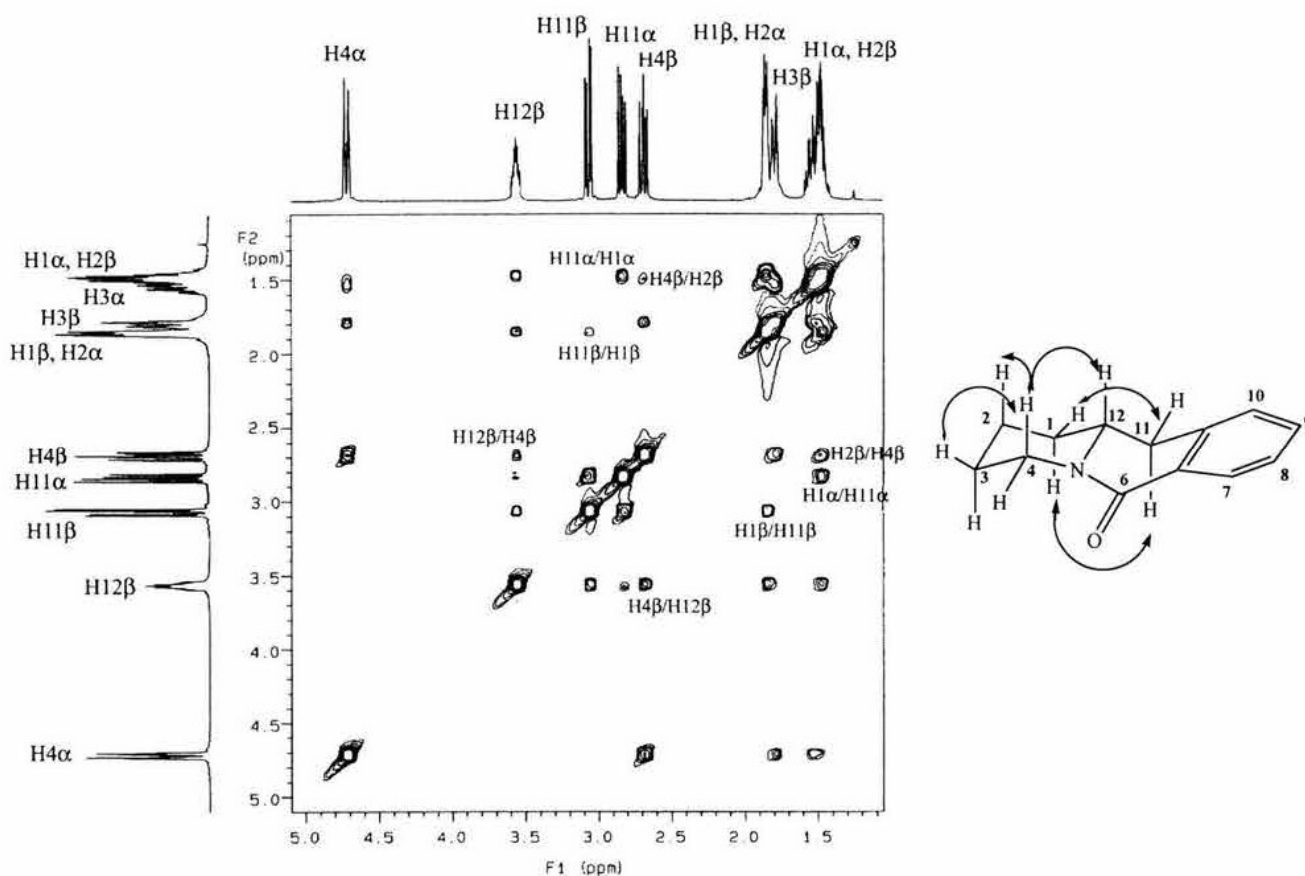 H4α
H12β
H11β
H11α
H4β
H1β, H2α
H3β
H1α, H2β
H1α, H2β
H3α
H3β
H1β, H2α
H4β
H11α
H11β
H12β
H4α
F2
(ppm)
1.5
2.0
2.5
3.0
3.5
4.0
4.5
5.0
H11α/H1α
H4β/H2β
H11β/H1β
H12β/H4β
H2β/H4β
H1α/H11α
H1β/H11β
H4β/H12β
5.0 4.5 4.0 3.5 3.0 2.5 2.0 1.5
F1 (ppm)
H H H
H H
2 1 12 11 10
H
3 4 N 6 7 8
H H H H
O